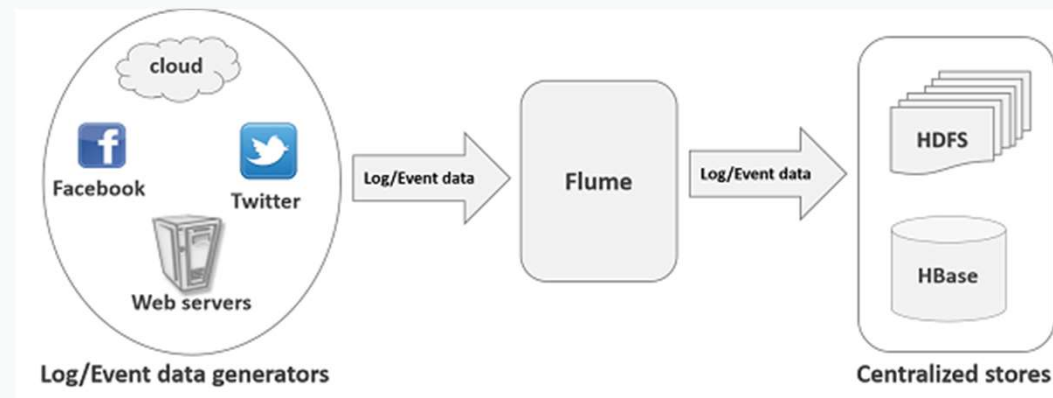 cloud
f
Facebook
Twitter
Web servers
Log/Event data generators
Log/Event data
Flume
Log/Event data
HDFS
HBase
Centralized stores